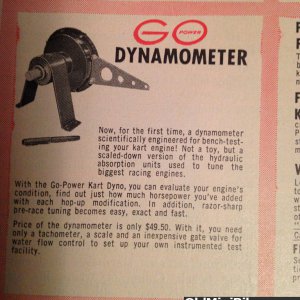 GO
POWER
DYNAMOMETER
Now, for the first time, a dynamometer
scientifically engineered for bench-test-
ing your kart engine! Not a toy, but a
scaled-down version of the hydraulic
absorption units used to tune the
biggest racing engines.
With the Go-Power Kart Dyno, you can evaluate your engine's
condition, find out just how much horsepower you've added
with each hop-up modification. In addition, razor-sharp
pre-race tuning becomes easy, exact and fast.
Price of the dynamometer is only $49.50. With it, you need
only a tachometer, a scale and an inexpensive gate valve for
water flow control to set up your own instrumented test
facility.